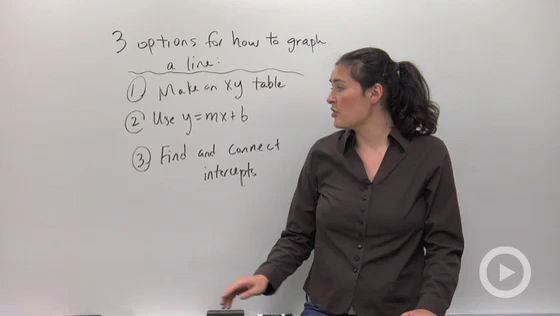 3 options for how to graph
a line:
① Make an xy table
② Use y=mx+b
③ Find and connect
intercepts